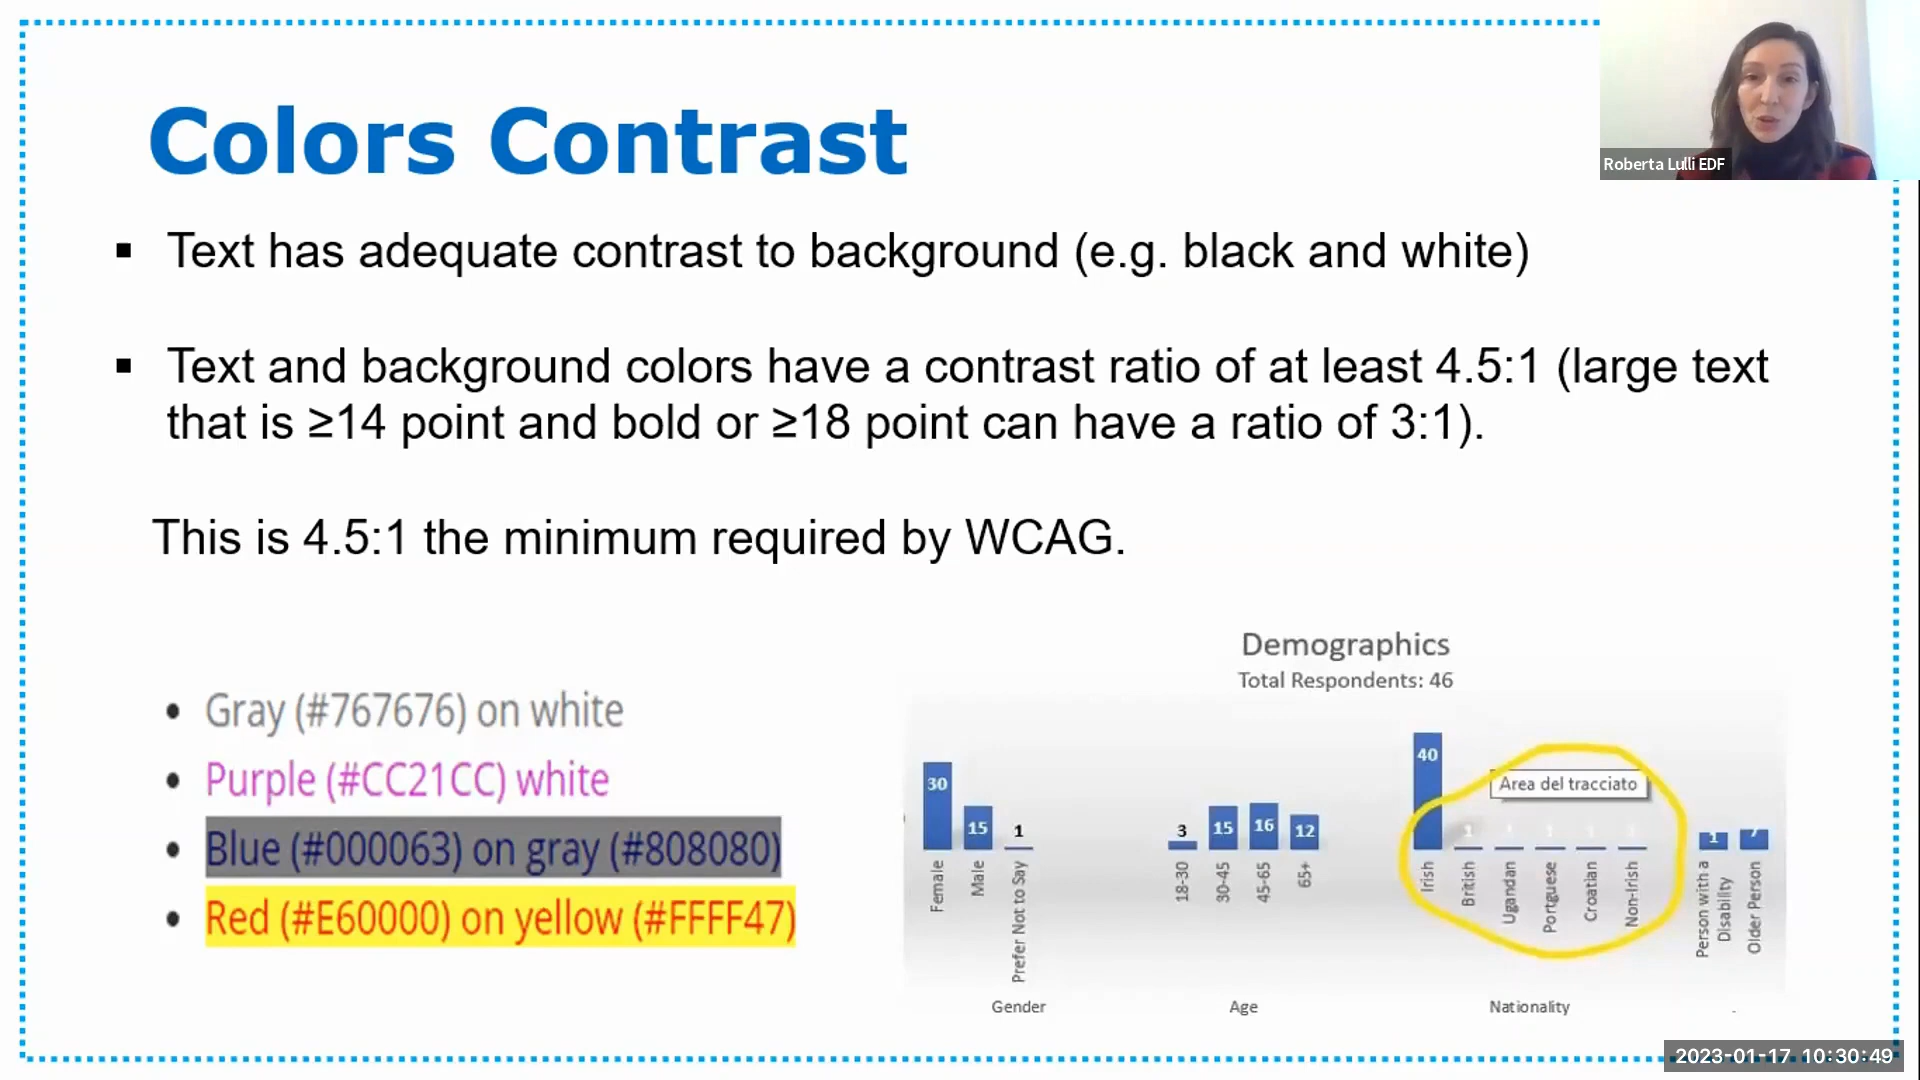 Colors Contrast
Roberta Lulli EDF
▪ Text has adequate contrast to background (e.g. black and white)
▪ Text and background colors have a contrast ratio of at least 4.5:1 (large text
that is ≥14 point and bold or ≥18 point can have a ratio of 3:1).
This is 4.5:1 the minimum required by WCAG.
• Gray (#767676) on white
• Purple (#CC21CC) white
• Blue (#000063) on gray (#808080)
• Red (#E60000) on yellow (#FFFF47)
Demographics
Total Respondents: 46
30
15
1
3
15
16
12
40
Area del tracciato
1
1
1
1
1
1
7
Female
Male
Prefer Not to Say
18-30
30-45
45-65
65+
Irish
British
Ugandan
Portguese
Croatian
Non-Irish
Person with a
Disability
Older Person
Gender
Age
Nationality
2023-01-17 10:30:49